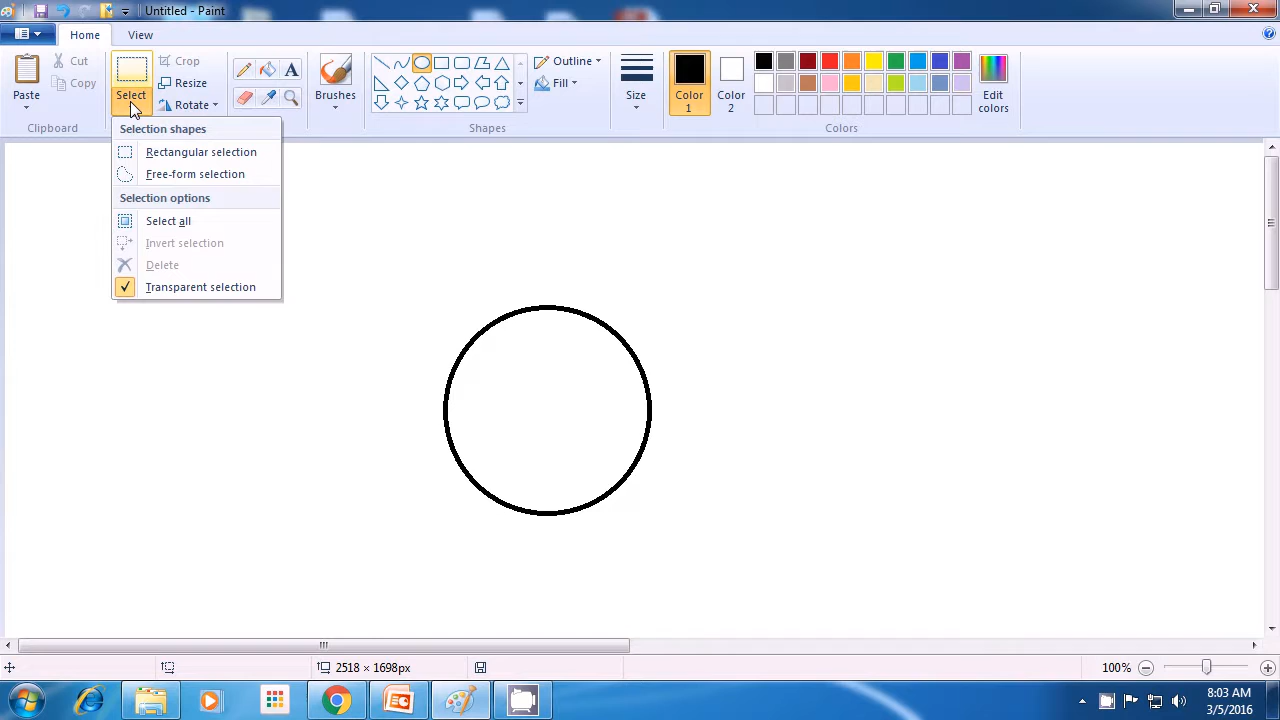 Untitled - Paint
Home View
Paste
Cut
Copy
Clipboard
Select
Crop
Resize
Rotate
A
Brushes
Shapes
Outline
Fill
Size
Color 1
Color 2
Edit colors
Colors
Selection shapes
Rectangular selection
Free-form selection
Selection options
Select all
Invert selection
Delete
Transparent selection
2518 × 1698px
100%
8:03 AM
3/5/2016